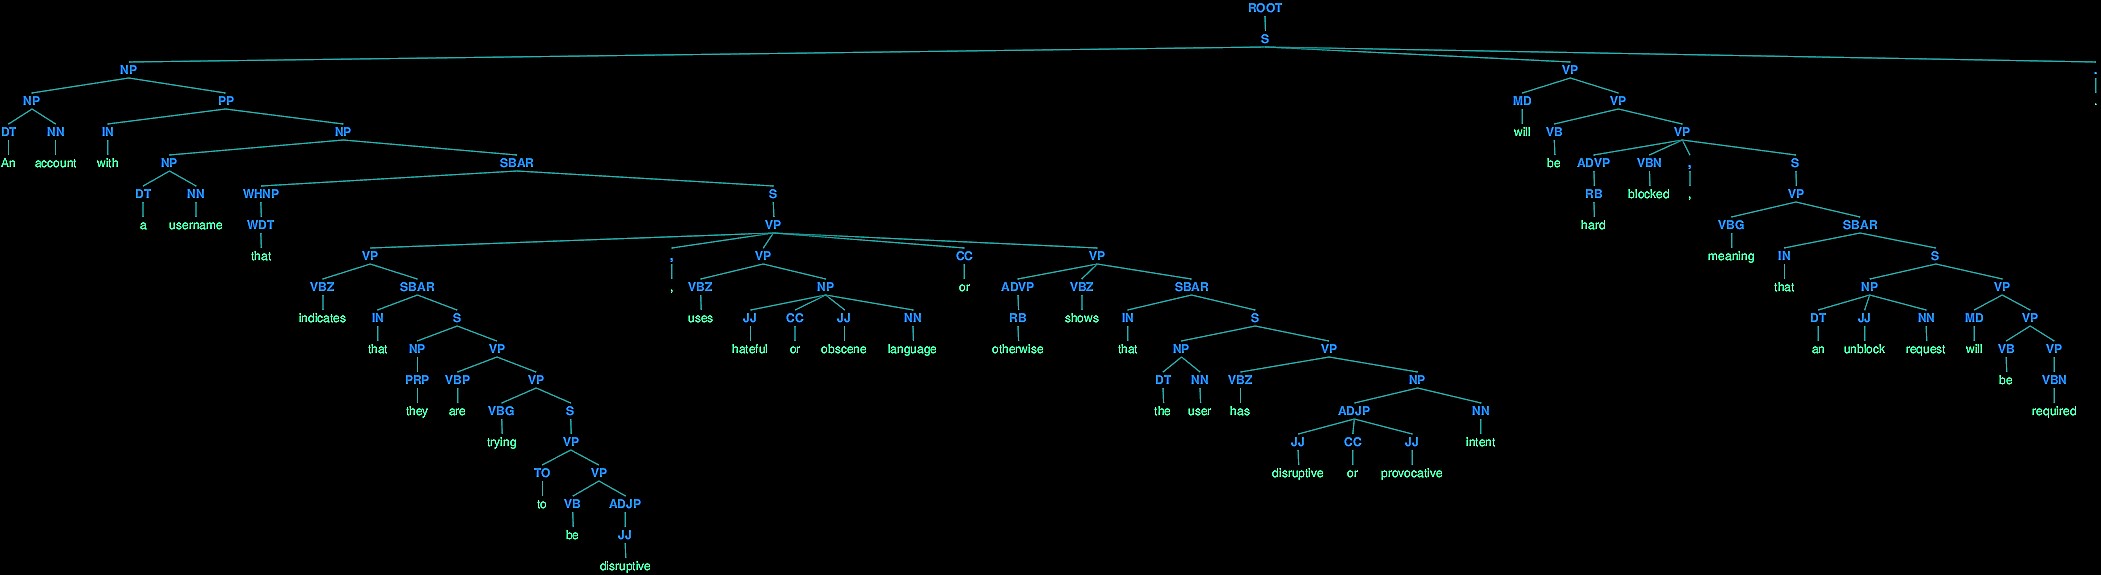 ROOT
S
NP VP .
NP PP MD VP .
DT NN IN NP will VB VP
An account with NP SBAR be ADVP VBN , S
DT NN WHNP S RB blocked , VP
a username WDT VP hard VBG SBAR
that VP , VP CC VP meaning IN S
VBZ SBAR , VBZ NP or ADVP VBZ SBAR that NP VP
indicates IN S uses JJ CC JJ NN RB shows IN S DT JJ NN MD VP
that NP VP hateful or obscene language otherwise that NP VP an unblock request will VB VP
PRP VBP VP DT NN VBZ NP be VBN
they are VBG S the user has ADJP NN required
trying VP JJ CC JJ intent
TO VP disruptive or provocative
to VB ADJP
be JJ
disruptive